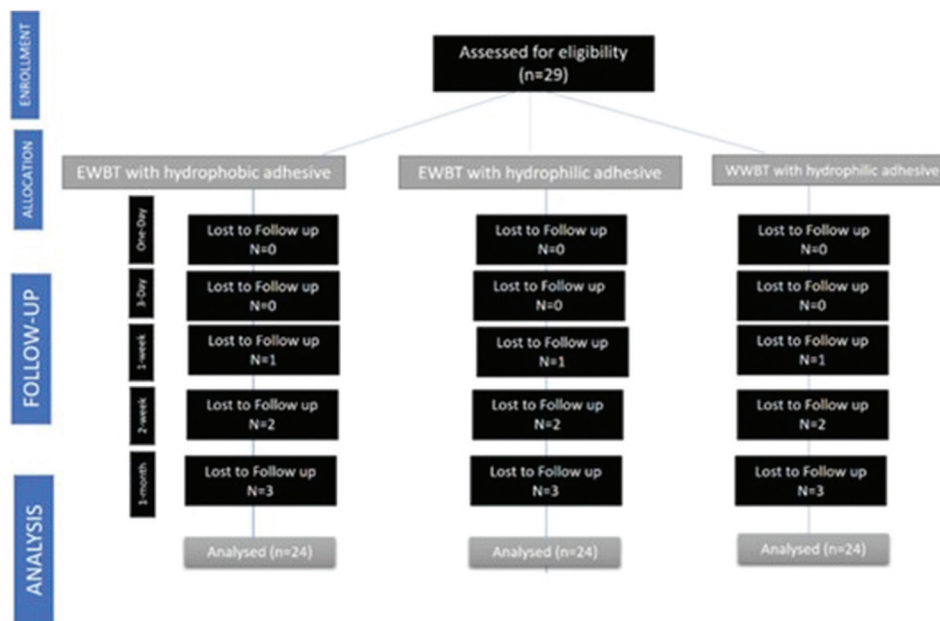 ENROLLMENT
Assessed for eligibility
(n=29)
ALLOCATION
EWBT with hydrophobic adhesive
EWBT with hydrophilic adhesive
WWBT with hydrophilic adhesive
FOLLOW-UP
One-Day
Lost to Follow up
N=0
Lost to Follow up
N=0
Lost to Follow up
N=0
3-Day
Lost to Follow up
N=0
Lost to Follow up
N=0
Lost to Follow up
N=0
1-week
Lost to Follow up
N=1
Lost to Follow up
N=1
Lost to Follow up
N=1
2-week
Lost to Follow up
N=2
Lost to Follow up
N=2
Lost to Follow up
N=2
1-month
Lost to Follow up
N=3
Lost to Follow up
N=3
Lost to Follow up
N=3
ANALYSIS
Analysed (n=24)
Analysed (n=24)
Analysed (n=24)